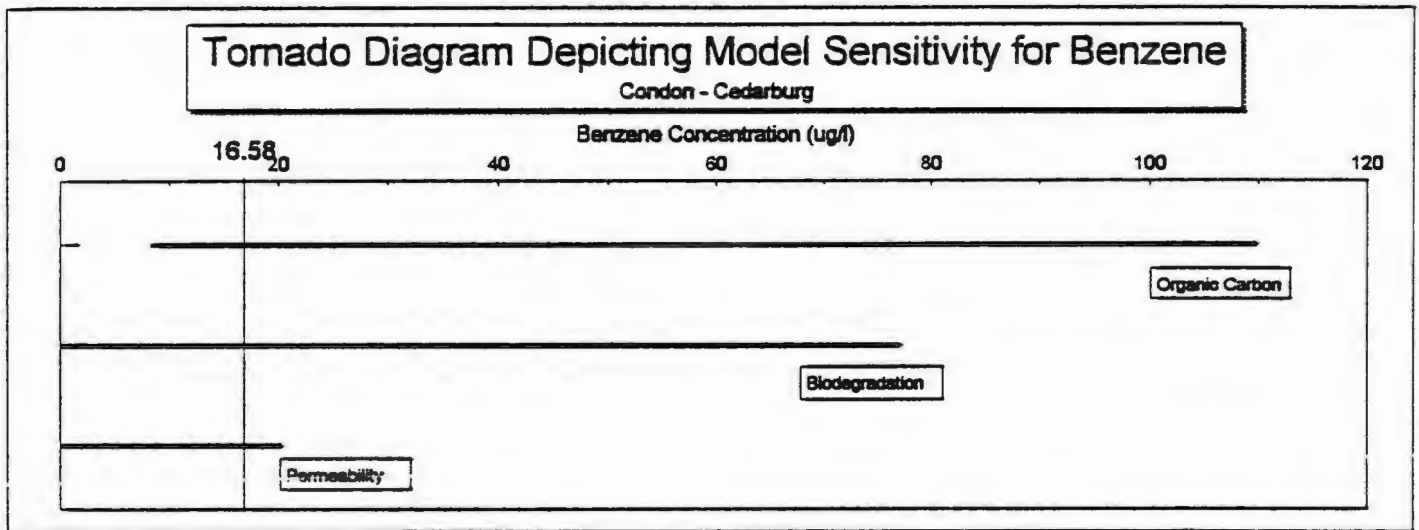 Tornado Diagram Depicting Model Sensitivity for Benzene
Condon - Cedarburg
Benzene Concentration (ug/l)
0 16.58 20 40 60 80 100 120
Organic Carbon
Biodegradation
Permeability